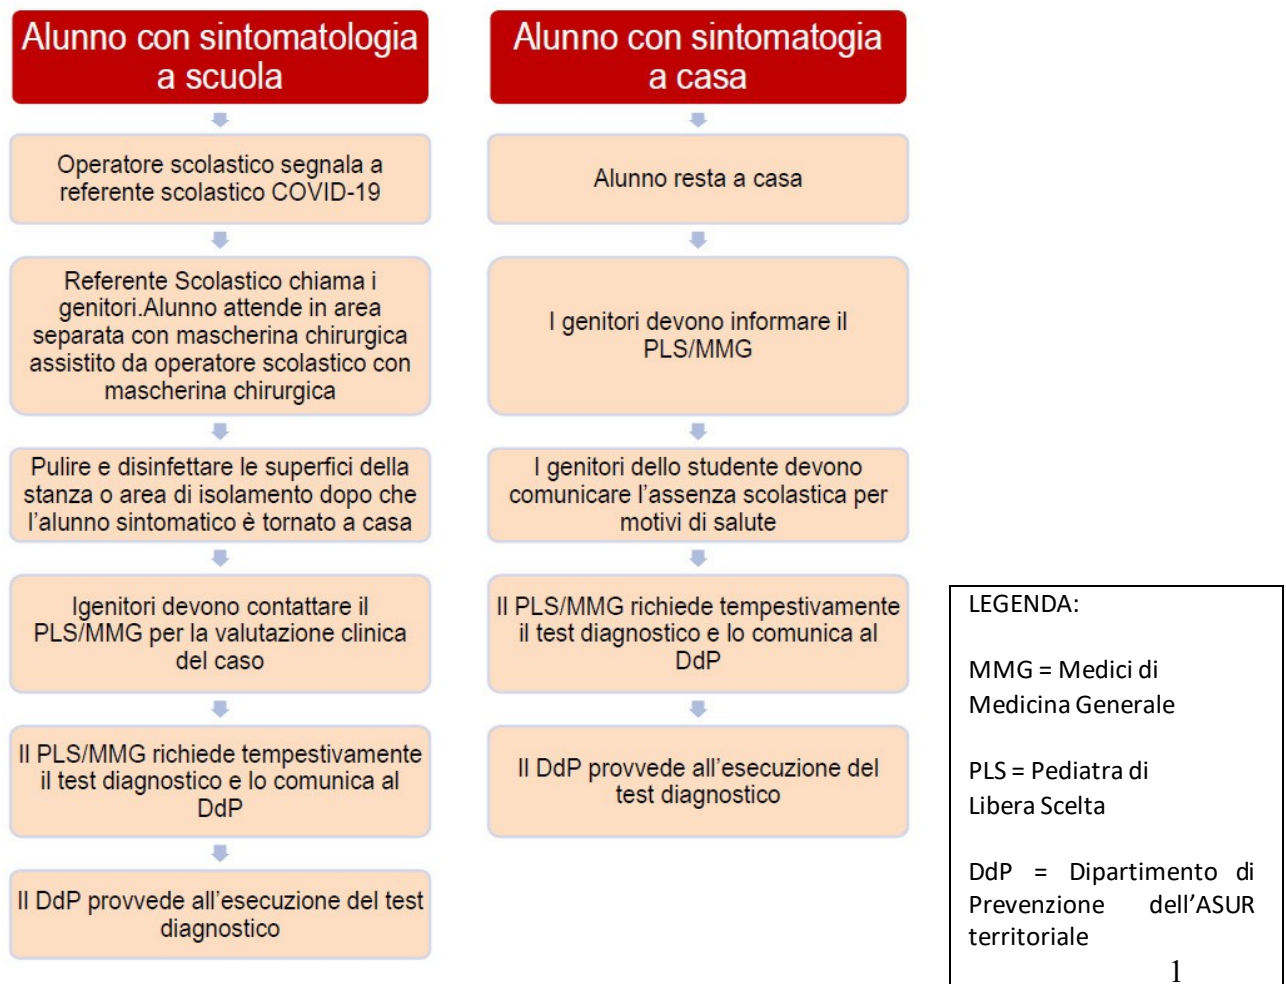 Alunno con sintomatologia
a scuola
Operatore scolastico segnala a
referente scolastico COVID-19
Referente Scolastico chiama i
genitori.Alunno attende in area
separata con mascherina chirurgica
assistito da operatore scolastico con
mascherina chirurgica
Pulire e disinfettare le superfici della
stanza o area di isolamento dopo che
l'alunno sintomatico è tornato a casa
Igenitori devono contattare il
PLS/MMG per la valutazione clinica
del caso
Il PLS/MMG richiede tempestivamente
il test diagnostico e lo comunica al
DdP
Il DdP provvede all'esecuzione del test
diagnostico
Alunno con sintomatogia
a casa
Alunno resta a casa
I genitori devono informare il
PLS/MMG
I genitori dello studente devono
comunicare l'assenza scolastica per
motivi di salute
Il PLS/MMG richiede tempestivamente
il test diagnostico e lo comunica al
DdP
Il DdP provvede all'esecuzione del
test diagnostico
LEGENDA:
MMG = Medici di
Medicina Generale
PLS = Pediatra di
Libera Scelta
DdP = Dipartimento di
Prevenzione dell'ASUR
territoriale
1